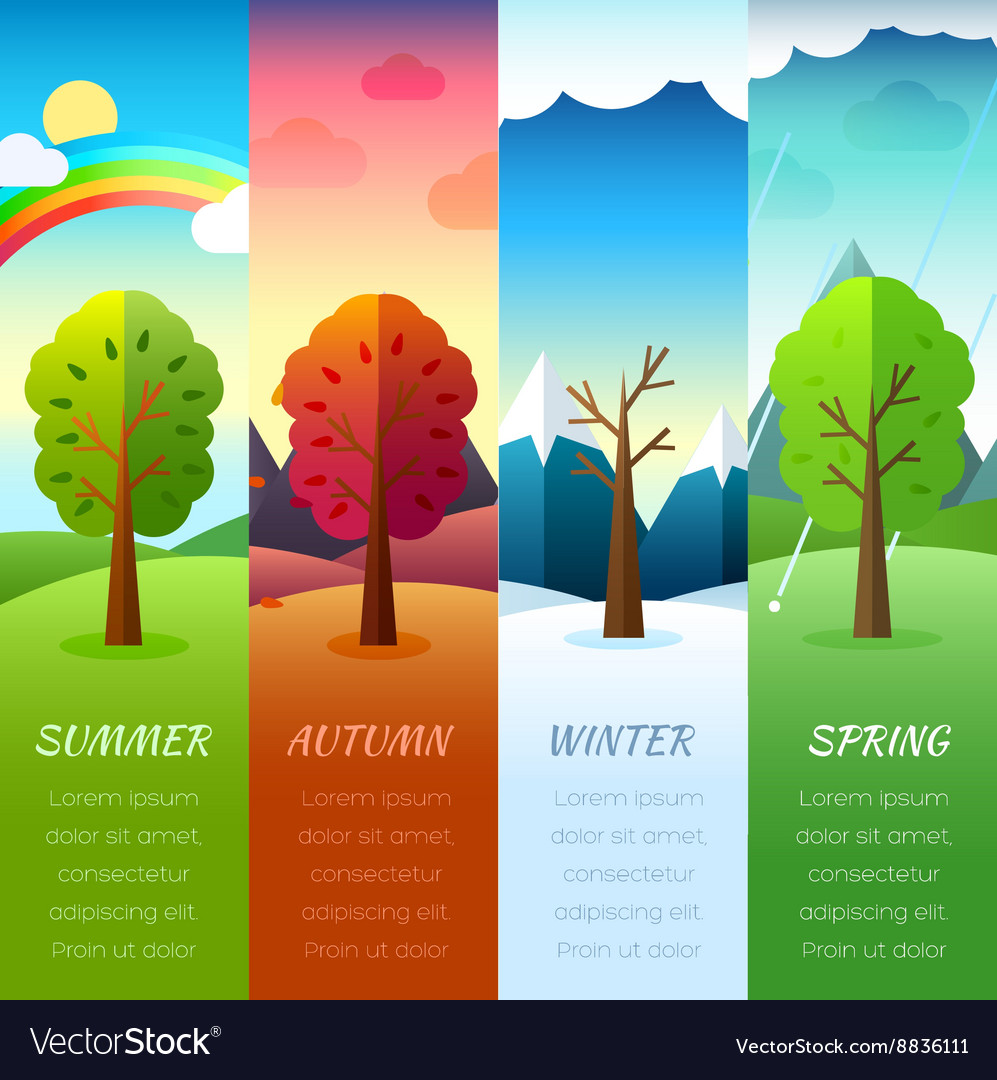 SUMMER
Lorem ipsum
dolor sit amet,
consectetur
adipiscing elit.
Proin ut dolor
AUTUMN
Lorem ipsum
dolor sit amet,
consectetur
adipiscing elit.
Proin ut dolor
WINTER
Lorem ipsum
dolor sit amet,
consectetur
adipiscing elit.
Proin ut dolor
SPRING
Lorem ipsum
dolor sit amet,
consectetur
adipiscing elit.
Proin ut dolor
VectorStock®
VectorStock.com/8836111